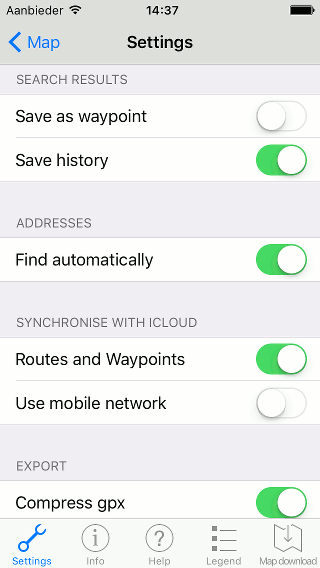 Aanbieder 14:37
Map Settings
SEARCH RESULTS
Save as waypoint
Save history
ADDRESSES
Find automatically
SYNCHRONISE WITH ICLOUD
Routes and Waypoints
Use mobile network
EXPORT
Compress gpx
Settings Info Help Legend Map download